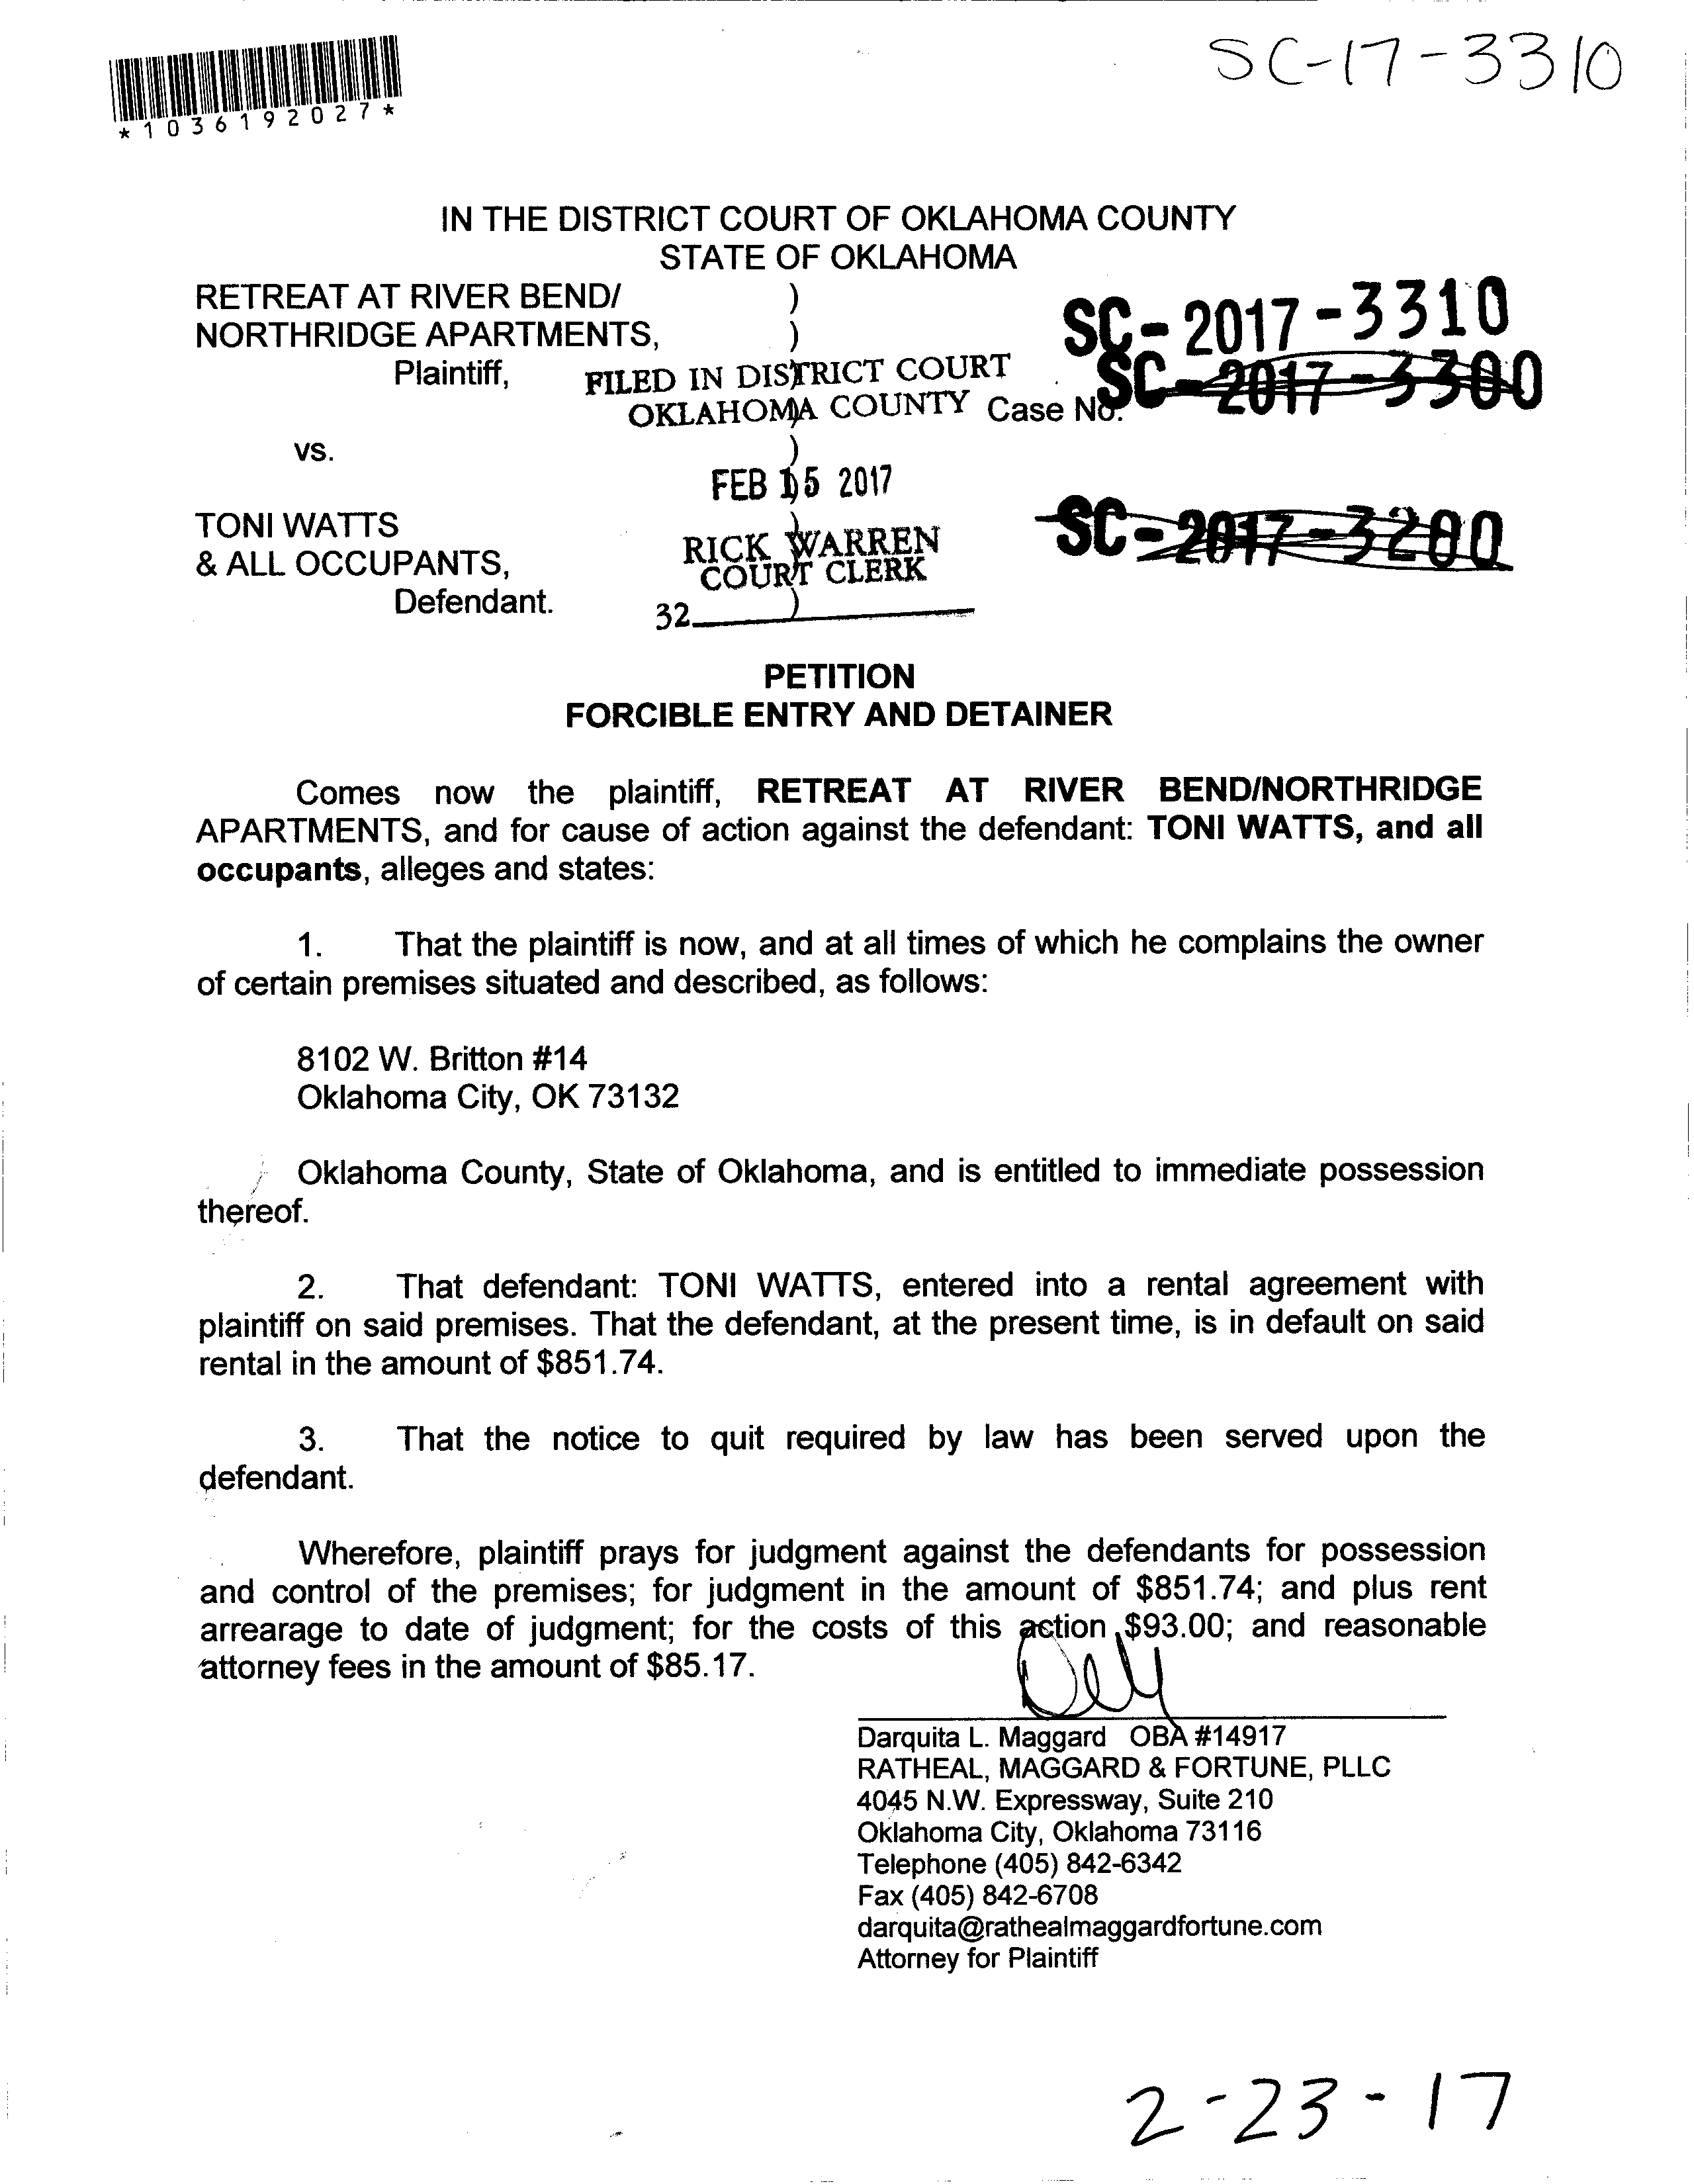 SC-17-3310
*1036192027*
IN THE DISTRICT COURT OF OKLAHOMA COUNTY
STATE OF OKLAHOMA
RETREAT AT RIVER BEND/ )
NORTHRIDGE APARTMENTS, )
SC-2017-3310
Plaintiff,
FILED IN DISTRICT COURT
OKLAHOMA COUNTY
Case No.
SC-2017-3300
vs. )
FEB 15 2017
TONI WATTS )
& ALL OCCUPANTS,
RICK WARREN
COURT CLERK
SC-2017-3200
Defendant. )
32
PETITION
FORCIBLE ENTRY AND DETAINER
Comes now the plaintiff, RETREAT AT RIVER BEND/NORTHRIDGE
APARTMENTS, and for cause of action against the defendant: TONI WATTS, and all
occupants, alleges and states:
1. That the plaintiff is now, and at all times of which he complains the owner
of certain premises situated and described, as follows:
8102 W. Britton #14
Oklahoma City, OK 73132
Oklahoma County, State of Oklahoma, and is entitled to immediate possession
thereof.
2. That defendant: TONI WATTS, entered into a rental agreement with
plaintiff on said premises. That the defendant, at the present time, is in default on said
rental in the amount of $851.74.
3. That the notice to quit required by law has been served upon the
defendant.
Wherefore, plaintiff prays for judgment against the defendants for possession
and control of the premises; for judgment in the amount of $851.74; and plus rent
arrearage to date of judgment; for the costs of this action $93.00; and reasonable
attorney fees in the amount of $85.17.
Darquita L. Maggard OBA #14917
RATHEAL, MAGGARD & FORTUNE, PLLC
4045 N.W. Expressway, Suite 210
Oklahoma City, Oklahoma 73116
Telephone (405) 842-6342
Fax (405) 842-6708
darquita@rathealmaggardfortune.com
Attorney for Plaintiff
2-23-17